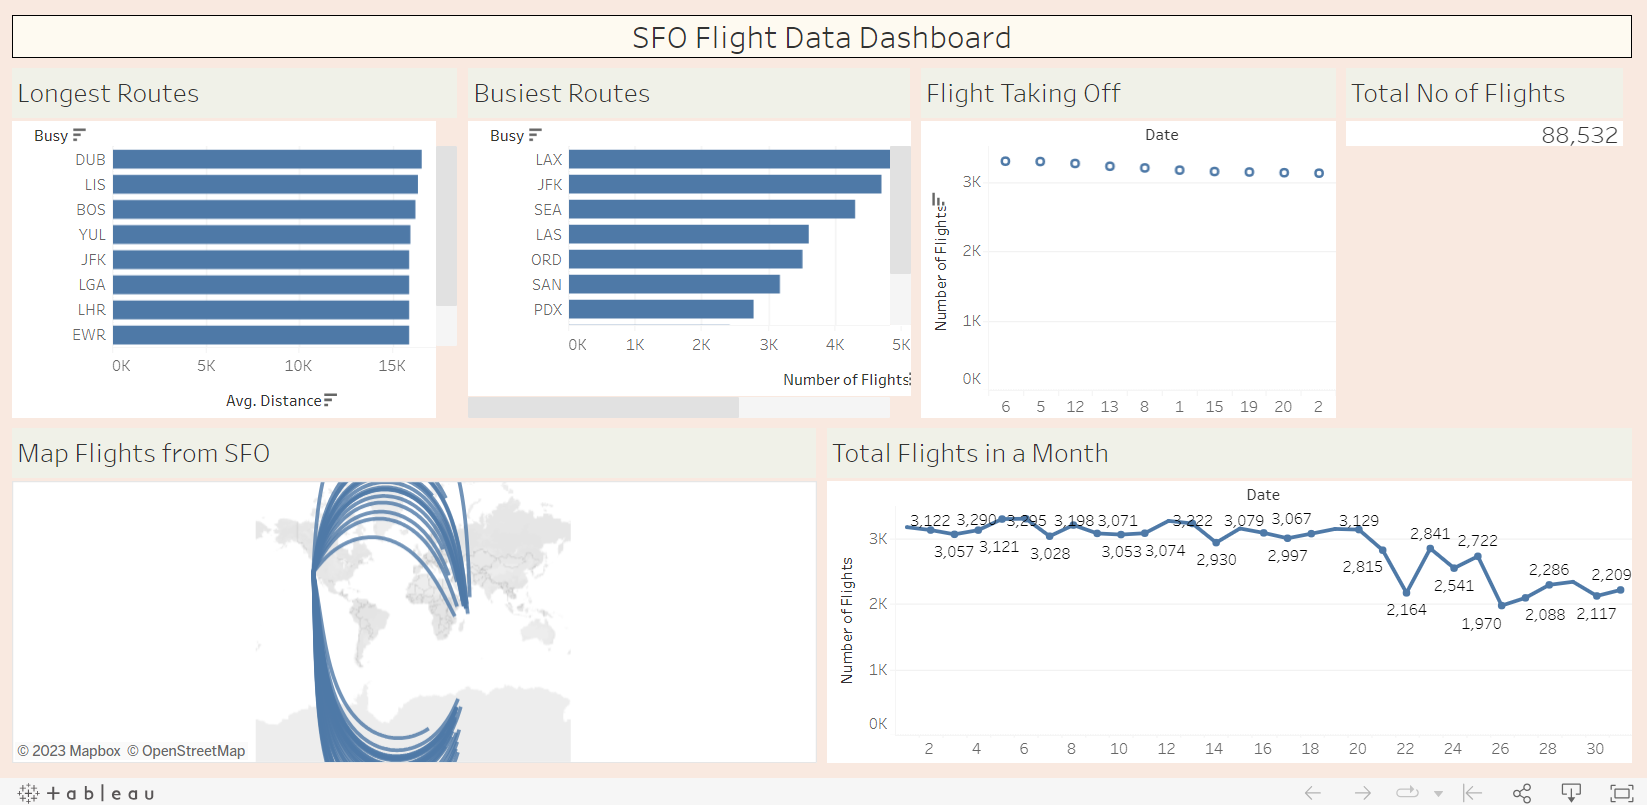 SFO Flight Data Dashboard
Longest Routes
Busy
DUB
LIS
BOS
YUL
JFK
LGA
LHR
EWR
0K 5K 10K 15K
Avg. Distance
Busiest Routes
Busy
LAX
JFK
SEA
LAS
ORD
SAN
PDX
0K 1K 2K 3K 4K 5K
Number of Flights
Flight Taking Off
Date
Number of Flights
3K
2K
1K
0K
6 5 12 13 8 1 15 19 20 2
Total No of Flights
88,532
Map Flights from SFO
© 2023 Mapbox © OpenStreetMap
Total Flights in a Month
Date
Number of Flights
3K
2K
1K
0K
3,122 3,290 3,295 3,198 3,071 3,222 3,079 3,067 3,129
3,057 3,121 3,028 3,053 3,074 2,930 2,997
2,841 2,722
2,815 2,541 2,286 2,209
2,164 1,970 2,088 2,117
2 4 6 8 10 12 14 16 18 20 22 24 26 28 30
+ableau